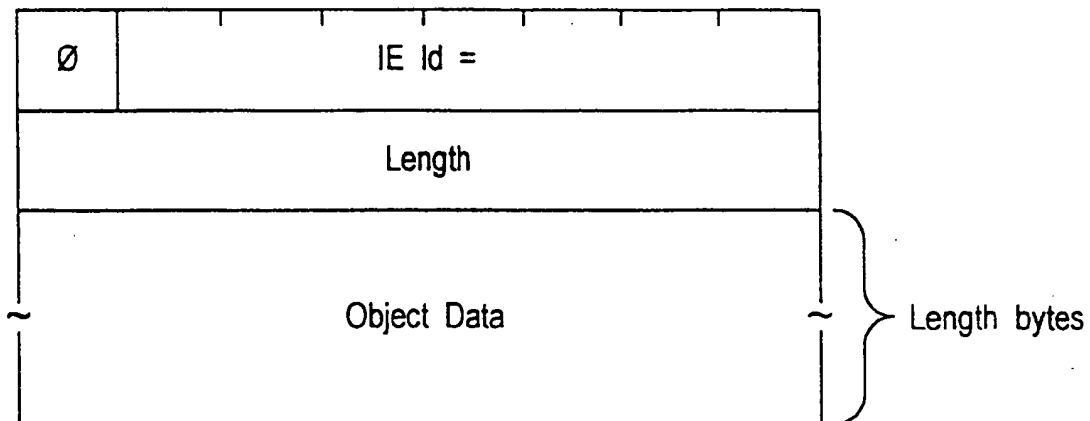 Ø IE Id =
Length
~ Object Data ~ Length bytes